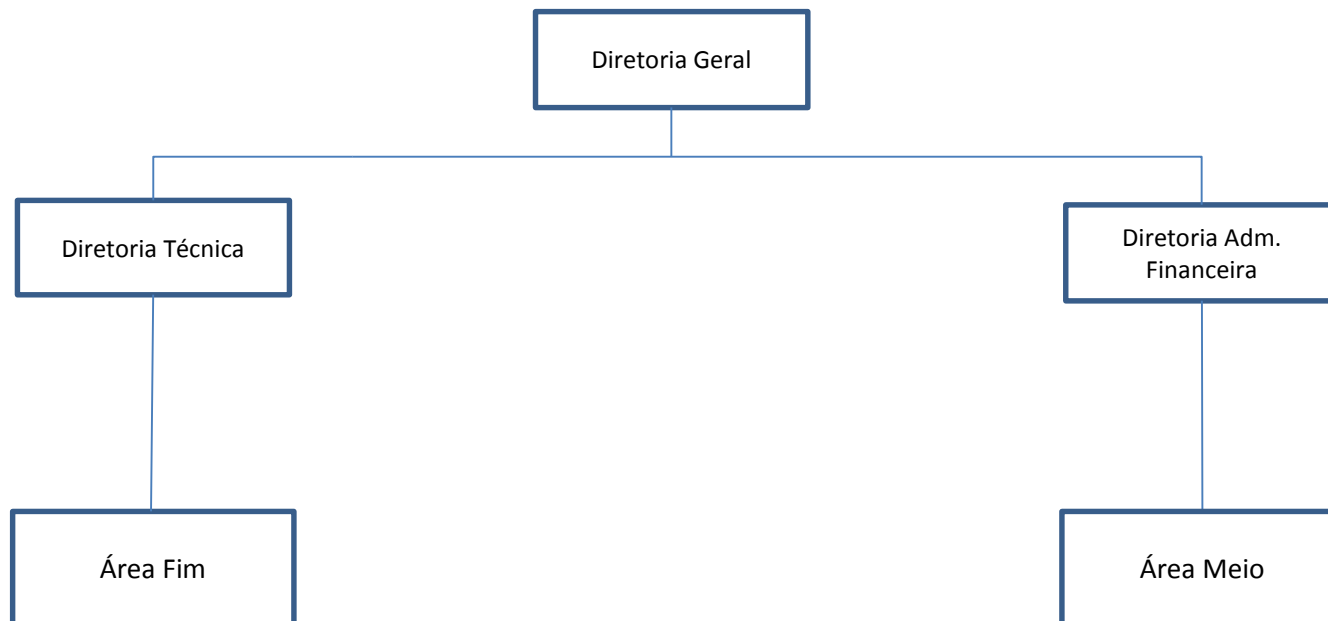 Diretoria Geral
Diretoria Técnica
Diretoria Adm.
Financeira
Área Fim
Área Meio